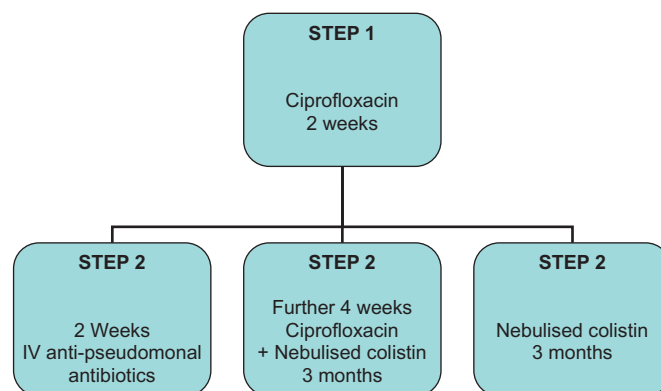 STEP 1
Ciprofloxacin
2 weeks
STEP 2
2 Weeks
IV anti-pseudomonal
antibiotics
STEP 2
Further 4 weeks
Ciprofloxacin
+ Nebulised colistin
3 months
STEP 2
Nebulised colistin
3 months